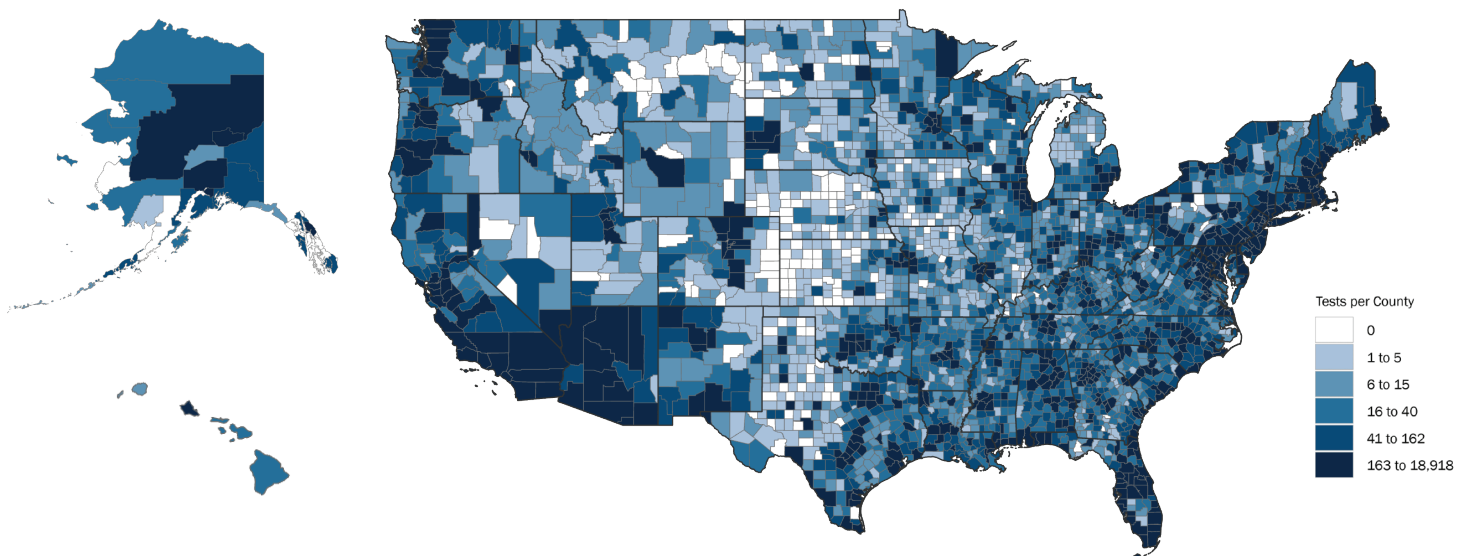 Tests per County
0
1 to 5
6 to 15
16 to 40
41 to 162
163 to 18,918